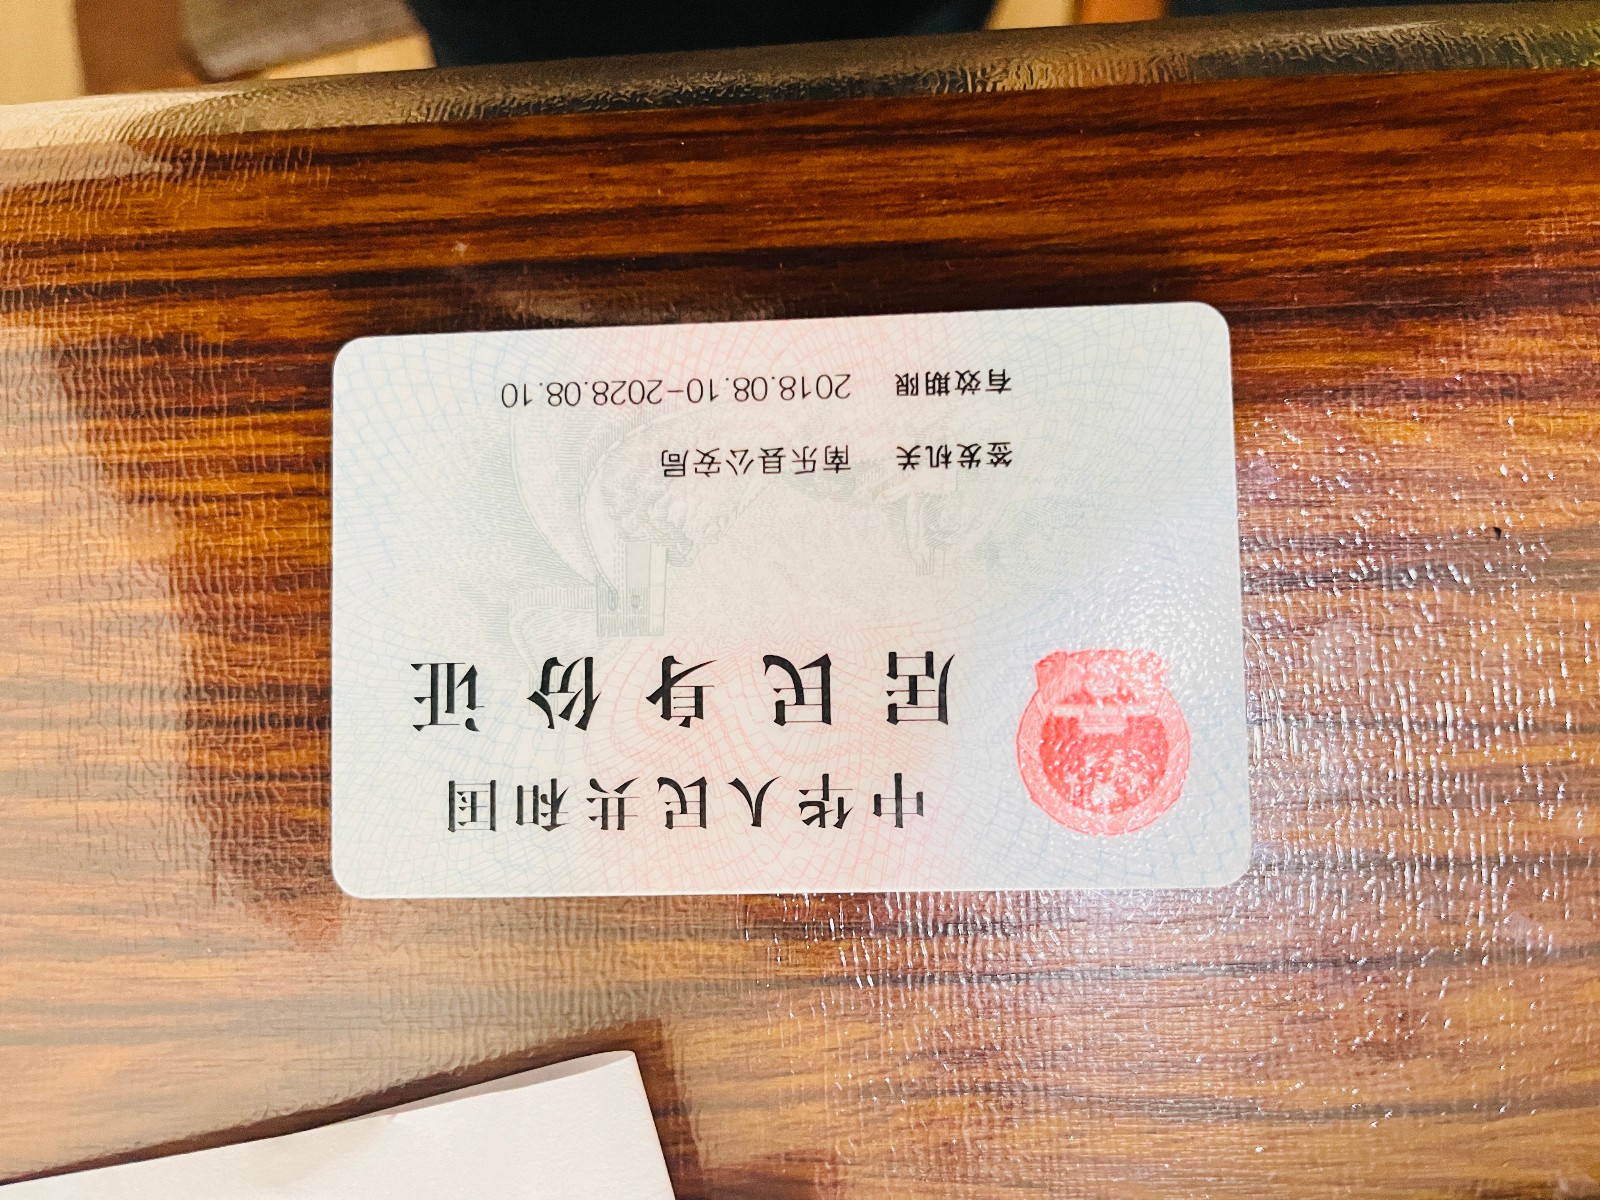 中华人民共和国
居民身份证
签发机关 南乐县公安局
有效期限 2018.08.10-2028.08.10